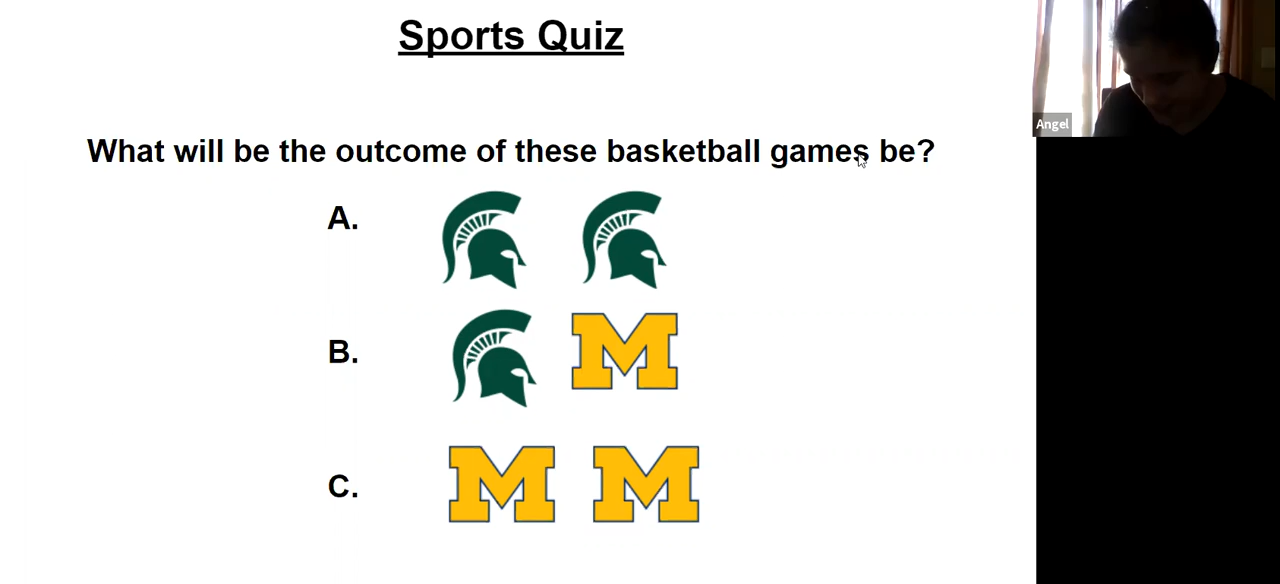 Sports Quiz
What will be the outcome of these basketball games be?
A.
B.
M
C.
M M
Angel